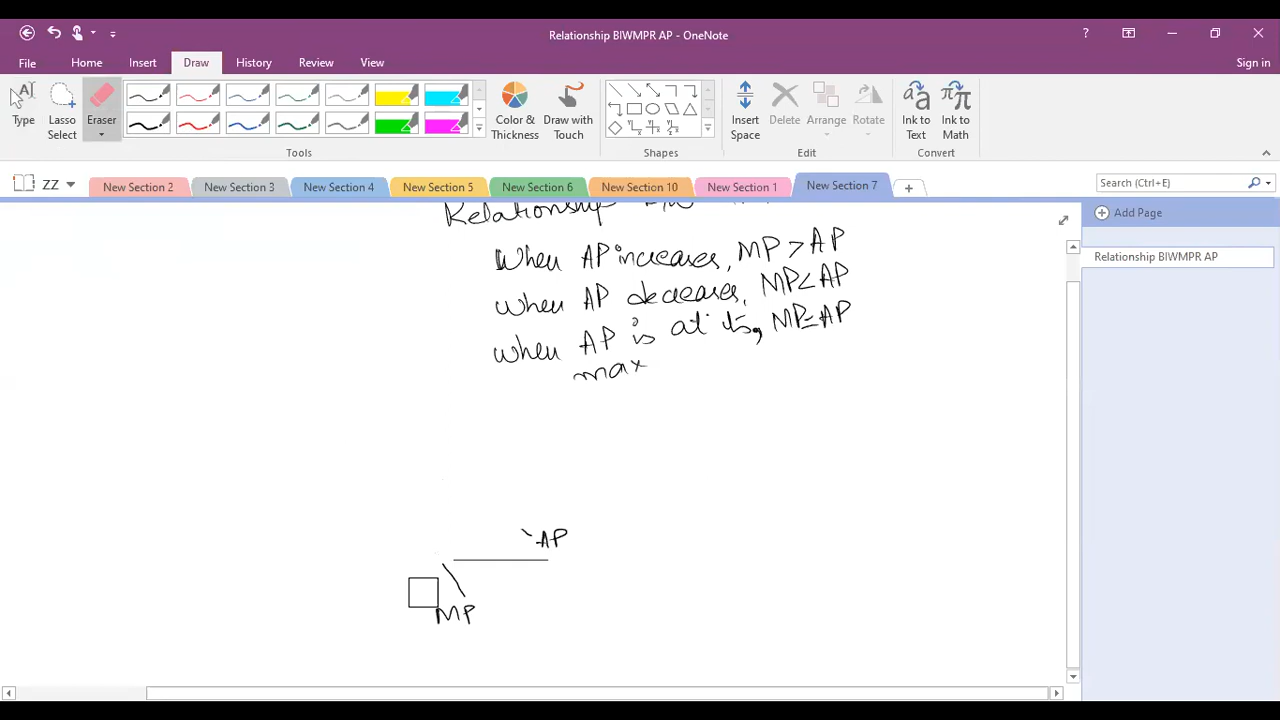 Relationship BIWMPR AP - OneNote
?
File
Home
Insert
Draw
History
Review
View
Sign in
Type
Lasso Select
Eraser
Color & Thickness
Draw with Touch
Insert Space
Delete
Arrange
Rotate
Ink to Text
Ink to Math
Tools
Shapes
Edit
Convert
ZZ
New Section 2
New Section 3
New Section 4
New Section 5
New Section 6
New Section 10
New Section 1
New Section 7
Search (Ctrl+E)
Add Page
Relationship BIWMPR AP
Relationship
When AP increases, MP > AP
when AP decreases, MP < AP
when AP is at its, MP = AP
max
AP
MP